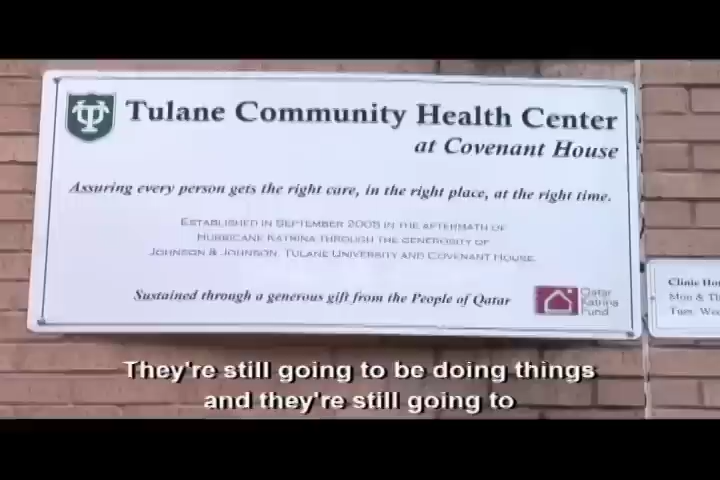 Tulane Community Health Center
at Covenant House
Assuring every person gets the right care, in the right place, at the right time.
ESTABLISHED IN SEPTEMBER 2005 IN THE AFTERMATH OF
HURRICANE KATRINA THROUGH THE GENEROSITY OF
JOHNSON & JOHNSON, TULANE UNIVERSITY AND COVENANT HOUSE.
Sustained through a generous gift from the People of Qatar
Qatar
Katrina
Fund
Clinic
Mon &
Tues,
They're still going to be doing things
and they're still going to